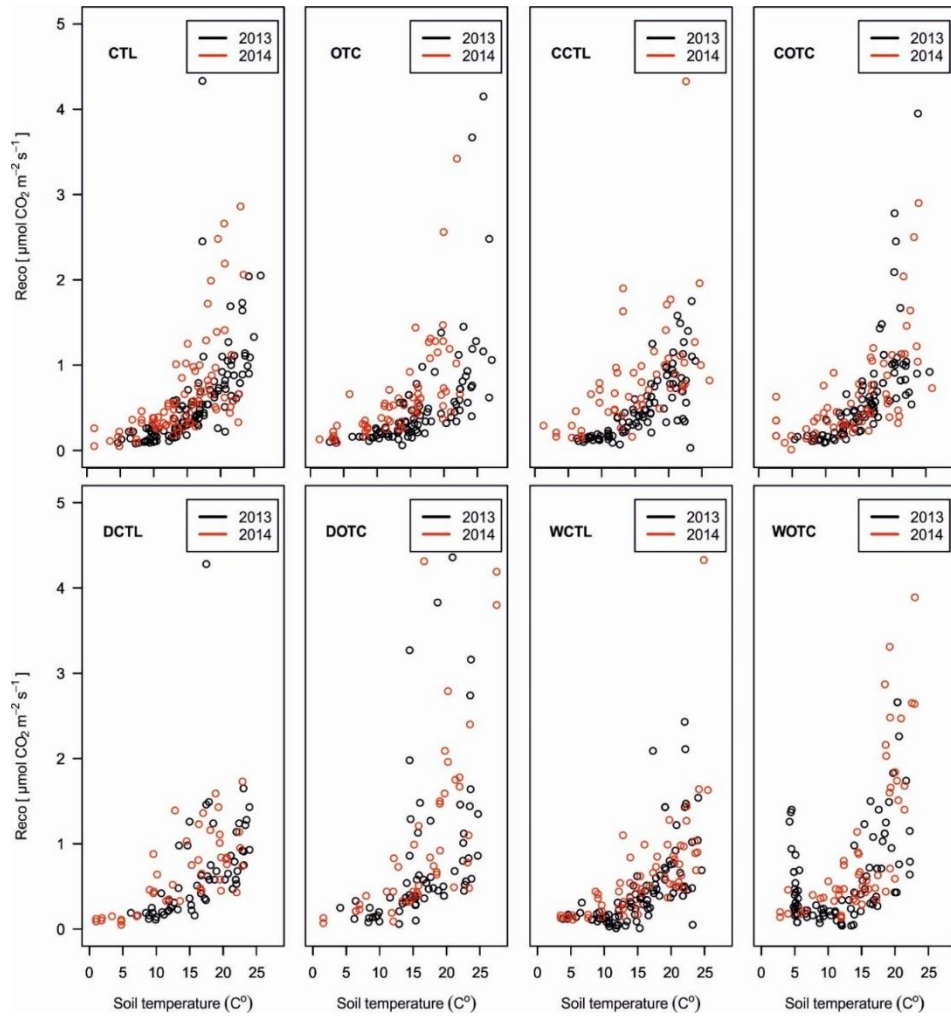 5
CTL
2013
2014
OTC
2013
2014
CCTL
2013
2014
COTC
2013
2014
4
3
2
1
0
Reco [ µmol CO₂ m⁻² s⁻¹ ]
5
DCTL
2013
2014
DOTC
2013
2014
WCTL
2013
2014
WOTC
2013
2014
4
3
2
1
0
Reco [ µmol CO₂ m⁻² s⁻¹ ]
0 5 10 15 20 25
0 5 10 15 20 25
0 5 10 15 20 25
0 5 10 15 20 25
Soil temperature (C⁰)
Soil temperature (C⁰)
Soil temperature (C⁰)
Soil temperature (C⁰)